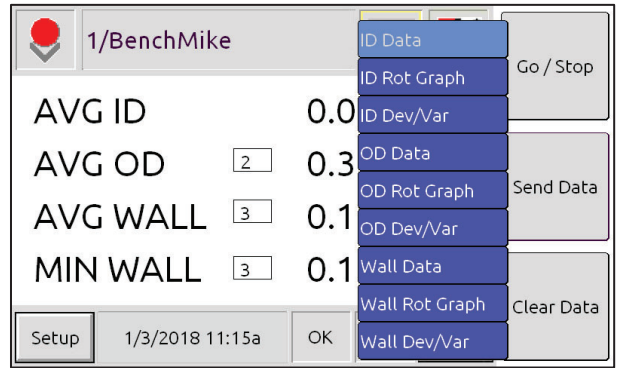 1/BenchMike
AVG ID 0.0
AVG OD 2 0.3
AVG WALL 3 0.1
MIN WALL 3 0.1
Setup 1/3/2018 11:15a OK
ID Data
ID Rot Graph
ID Dev/Var
OD Data
OD Rot Graph
OD Dev/Var
Wall Data
Wall Rot Graph
Wall Dev/Var
Go / Stop
Send Data
Clear Data